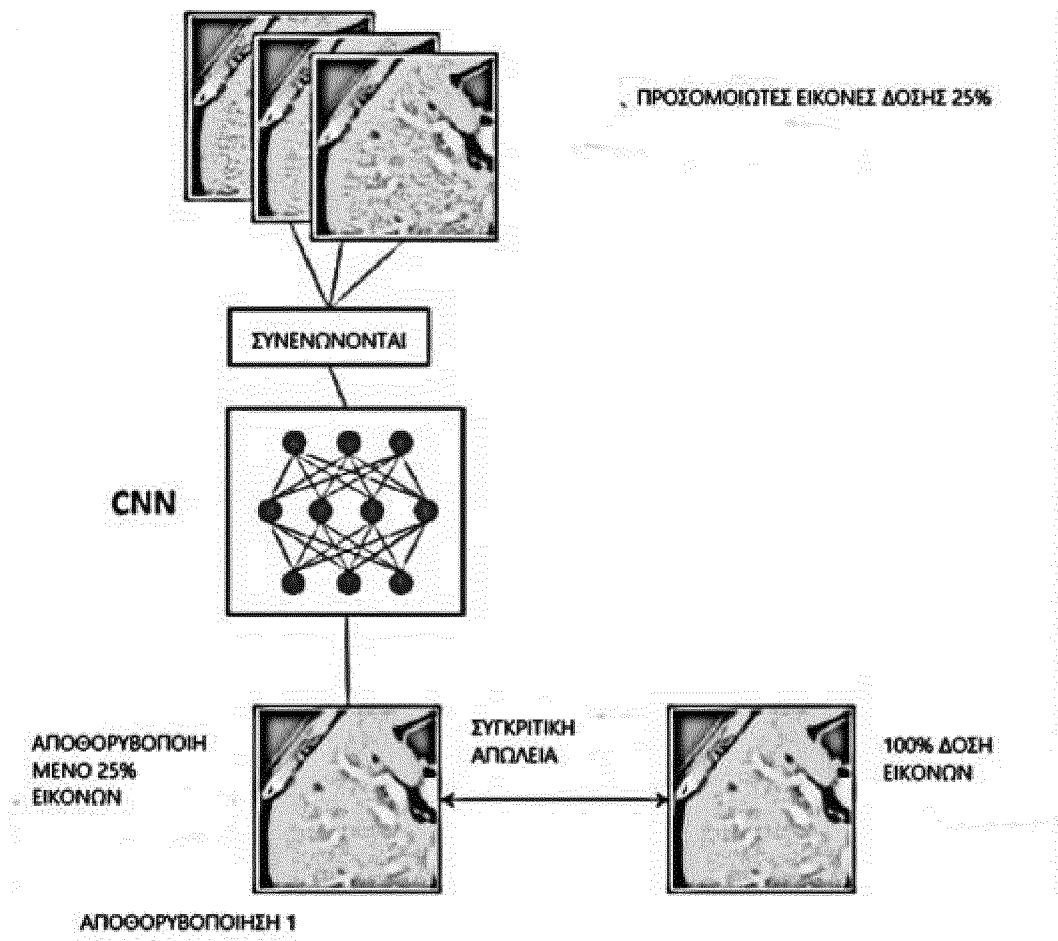 ΠΡΟΣΟΜΟΙΩΤΕΣ ΕΙΚΟΝΕΣ ΔΟΣΗΣ 25%
ΣΥΝΕΝΩΝΟΝΤΑΙ
CNN
ΑΠΟΘΟΡΥΒΟΠΟΙΗ
ΜΕΝΟ 25%
ΕΙΚΟΝΩΝ
ΣΥΓΚΡΙΤΙΚΗ
ΑΠΩΛΕΙΑ
100% ΔΟΣΗ
ΕΙΚΟΝΩΝ
ΑΠΟΘΟΡΥΒΟΠΟΙΗΣΗ 1